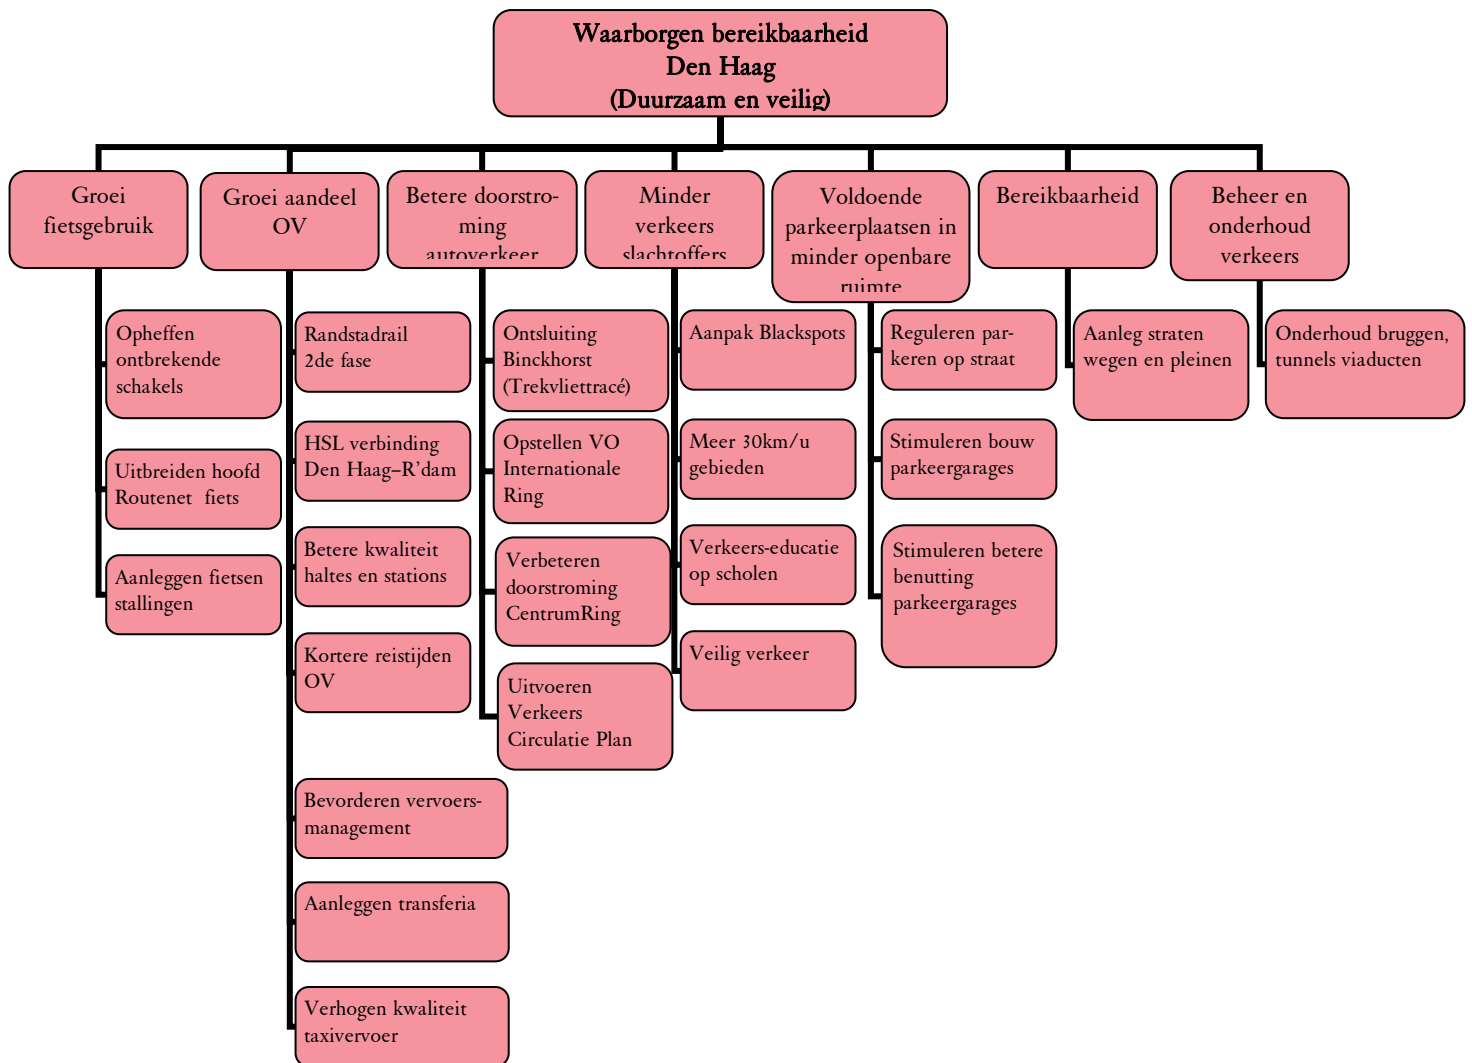 Waarborgen bereikbaarheid
Den Haag
(Duurzaam en veilig)
Groei
fietsgebruik
Groei aandeel
OV
Betere doorstro-
ming
autoverkeer
Minder
verkeers
slachtoffers
Voldoende
parkeerplaatsen in
minder openbare
ruimte
Bereikbaarheid
Beheer en
onderhoud
verkeers
Opheffen
ontbrekende
schakels
Uitbreiden hoofd
Routenet  fiets
Aanleggen fietsen
stallingen
Randstadrail
2de fase
HSL verbinding
Den Haag–R’dam
Betere kwaliteit
haltes en stations
Kortere reistijden
OV
Bevorderen vervoers-
management
Aanleggen transferia
Verhogen kwaliteit
taxivervoer
Ontsluiting
Binckhorst
(Trekvliettracé)
Opstellen VO
Internationale
Ring
Verbeteren
doorstroming
CentrumRing
Uitvoeren
Verkeers
Circulatie Plan
Aanpak Blackspots
Meer 30km/u
gebieden
Verkeers-educatie
op scholen
Veilig verkeer
Reguleren par-
keren op straat
Stimuleren bouw
parkeergarages
Stimuleren betere
benutting
parkeergarages
Aanleg straten
wegen en pleinen
Onderhoud bruggen,
tunnels viaducten